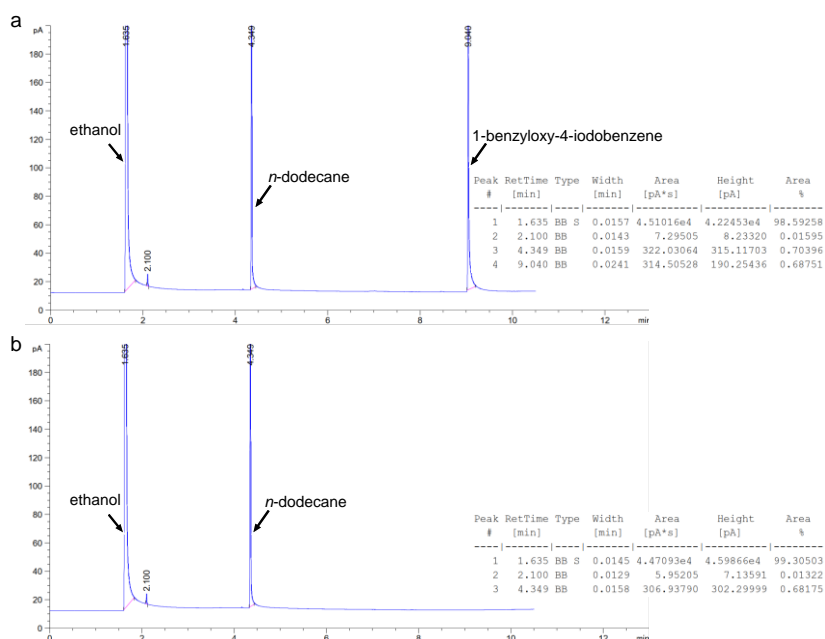 a
pA
1.635
4.349
9.040
180
160
140
120
100
80
60
40
20
0
ethanol
n-dodecane
1-benzyloxy-4-iodobenzene
2.100
0 2 4 6 8 10 12 min
Peak RetTime Type Width Area Height Area
# [min] [min] [pA*s] [pA] %
----|-------|------|-------|----------|----------|--------|
1 1.635 BB S 0.0157 4.51016e4 4.22453e4 98.59258
2 2.100 BB 0.0143 7.29505 8.23320 0.01595
3 4.349 BB 0.0159 322.03064 315.11703 0.70396
4 9.040 BB 0.0241 314.50528 190.25436 0.68751
b
pA
1.635
4.349
180
160
140
120
100
80
60
40
20
0
ethanol
n-dodecane
2.100
0 2 4 6 8 10 12 min
Peak RetTime Type Width Area Height Area
# [min] [min] [pA*s] [pA] %
----|-------|------|-------|----------|----------|--------|
1 1.635 BB S 0.0145 4.47093e4 4.59866e4 99.30503
2 2.100 BB 0.0129 5.95205 7.13591 0.01322
3 4.349 BB 0.0158 306.93790 302.29999 0.68175